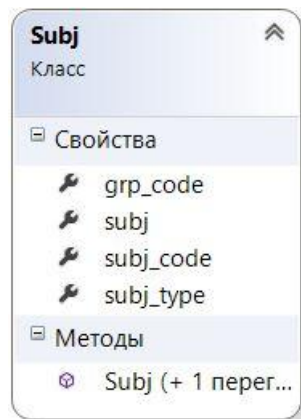 Subj
Класс
Свойства
grp_code
subj
subj_code
subj_type
Методы
Subj (+ 1 перег...